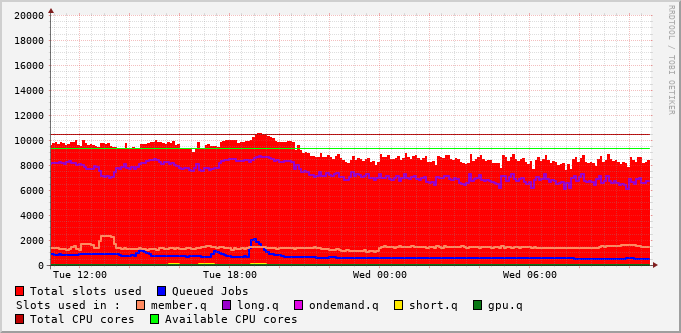 20000
18000
16000
14000
12000
10000
8000
6000
4000
2000
0
Tue 12:00 Tue 18:00 Wed 00:00 Wed 06:00
RRDTOOL / TOBI OETIKER
Total slots used Queued Jobs
Slots used in : member.q long.q ondemand.q short.q gpu.q
Total CPU cores Available CPU cores